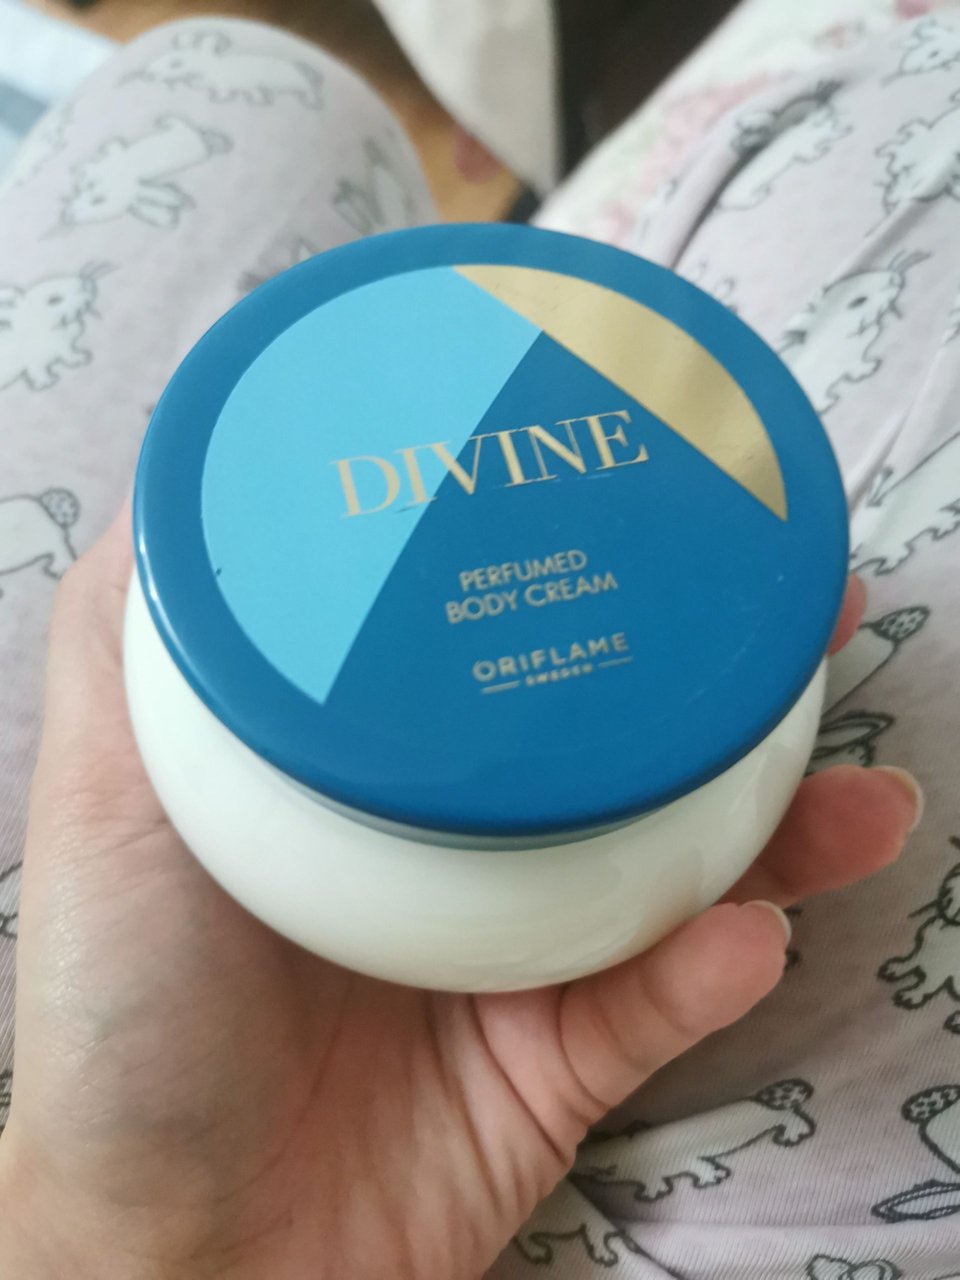 DIVINE
PERFUMED
BODY CREAM
ORIFLAME
SWEDEN